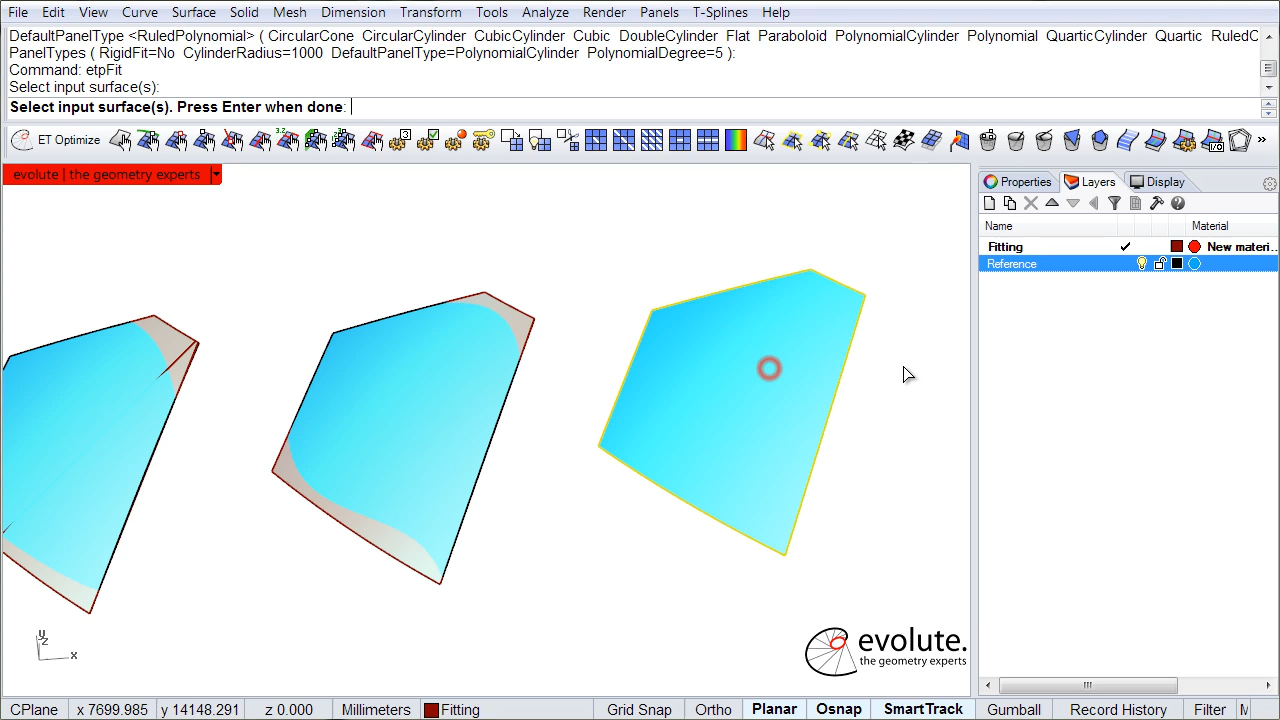 File Edit View Curve Surface Solid Mesh Dimension Transform Tools Analyze Render Panels T-Splines Help
DefaultPanelType <RuledPolynomial> ( CircularCone CircularCylinder CubicCylinder Cubic DoubleCylinder Flat Paraboloid PolynomialCylinder Polynomial QuarticCylinder Quartic RuledC
PanelTypes ( RigidFit=No CylinderRadius=1000 DefaultPanelType=PolynomialCylinder PolynomialDegree=5 ):
Command: etpFit
Select input surface(s):
Select input surface(s). Press Enter when done:
ET Optimize
3.2
3
I/O
»
evolute | the geometry experts
Properties Layers Display
Name Material
Fitting New materi...
Reference
evolute.
the geometry experts
y
z
x
CPlane x 7699.985 y 14148.291 z 0.000 Millimeters Fitting Grid Snap Ortho Planar Osnap SmartTrack Gumball Record History Filter M